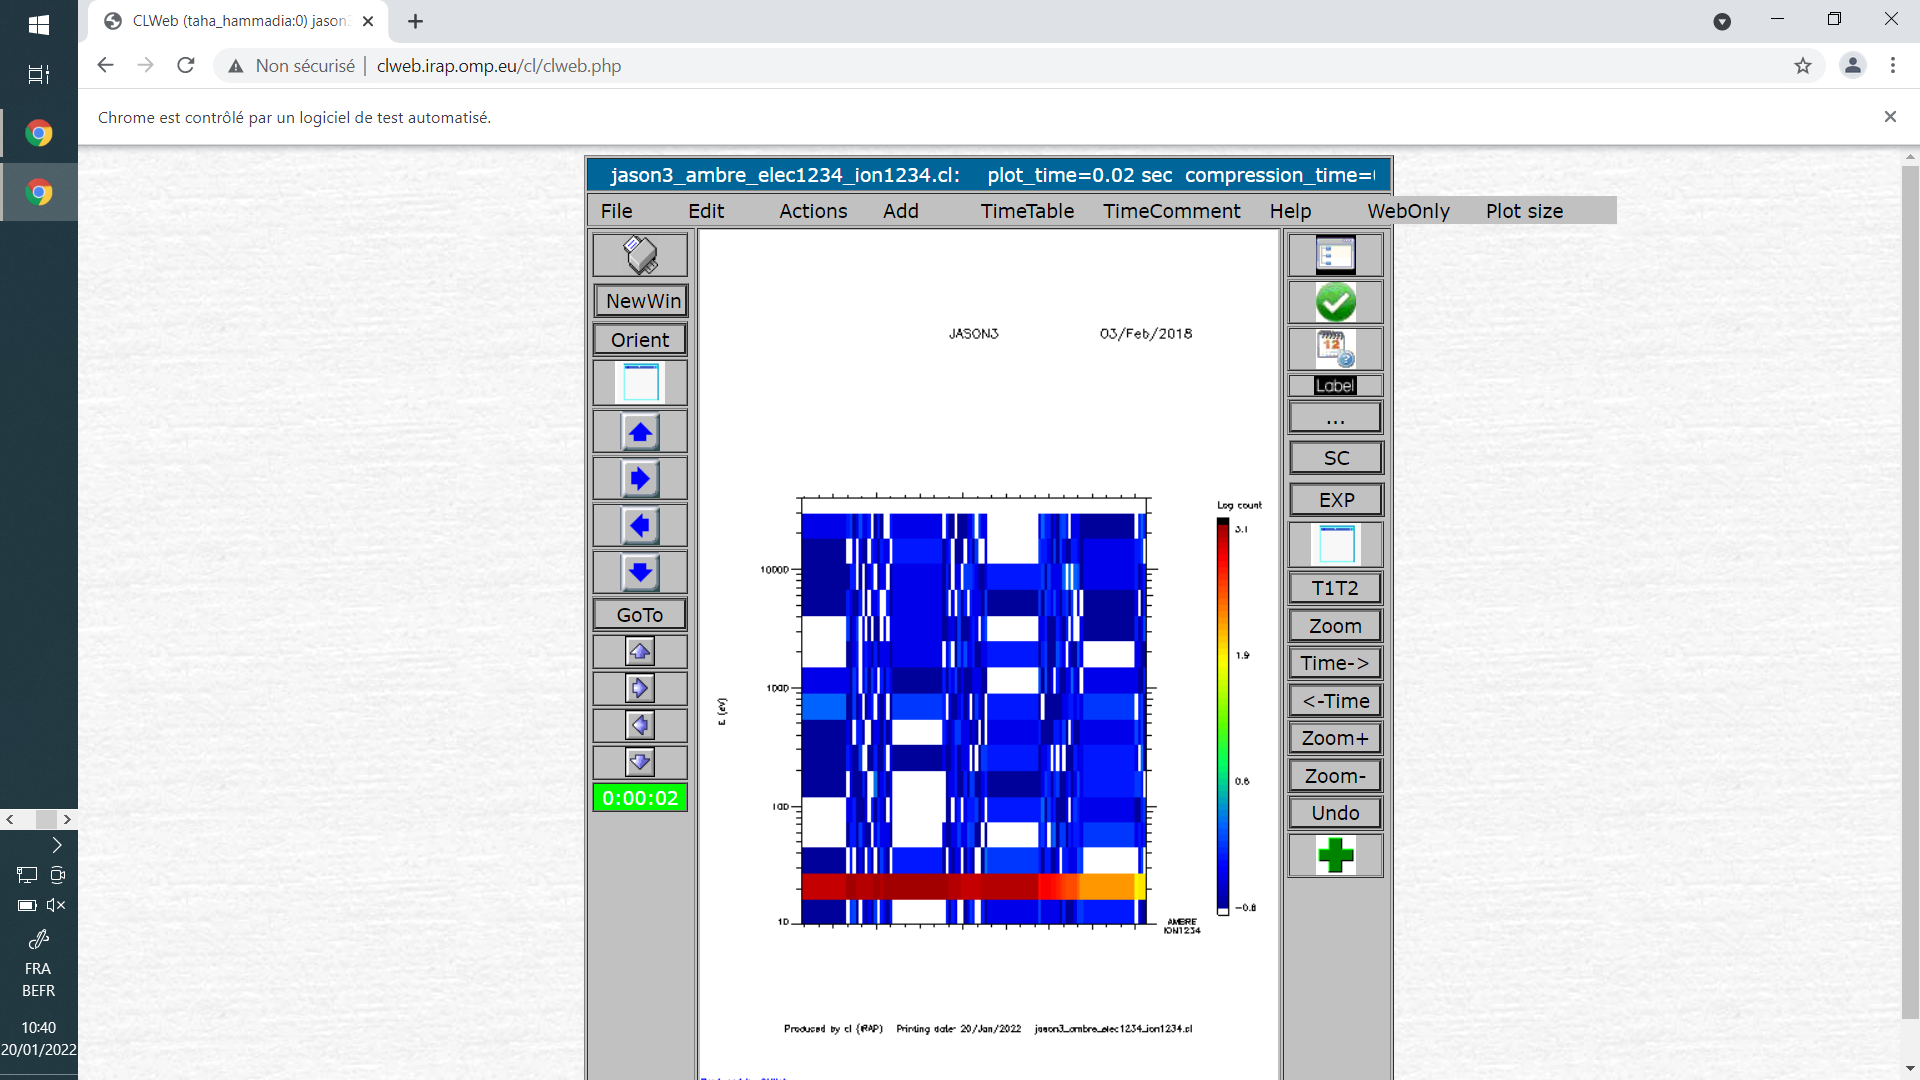 CLWeb (taha_hammadia:0) jason3
Non sécurisé | clweb.irap.omp.eu/cl/clweb.php
Chrome est contrôlé par un logiciel de test automatisé.
jason3_ambre_elec1234_ion1234.cl: plot_time=0.02 sec compression_time=
File Edit Actions Add TimeTable TimeComment Help WebOnly Plot size
NewWin
Orient
GoTo
0:00:02
JASON3 03/Feb/2018
Log count
3.1
1.9
0.6
-0.8
10000
1000
100
10
E (eV)
AMBRE
ION1234
Produced by cl (IRAP) Printing date: 20/Jan/2022 jason3_ambre_elec1234_ion1234.cl
12
Label
...
SC
EXP
T1T2
Zoom
Time->
<-Time
Zoom+
Zoom-
Undo
FRA
BEFR
10:40
20/01/2022